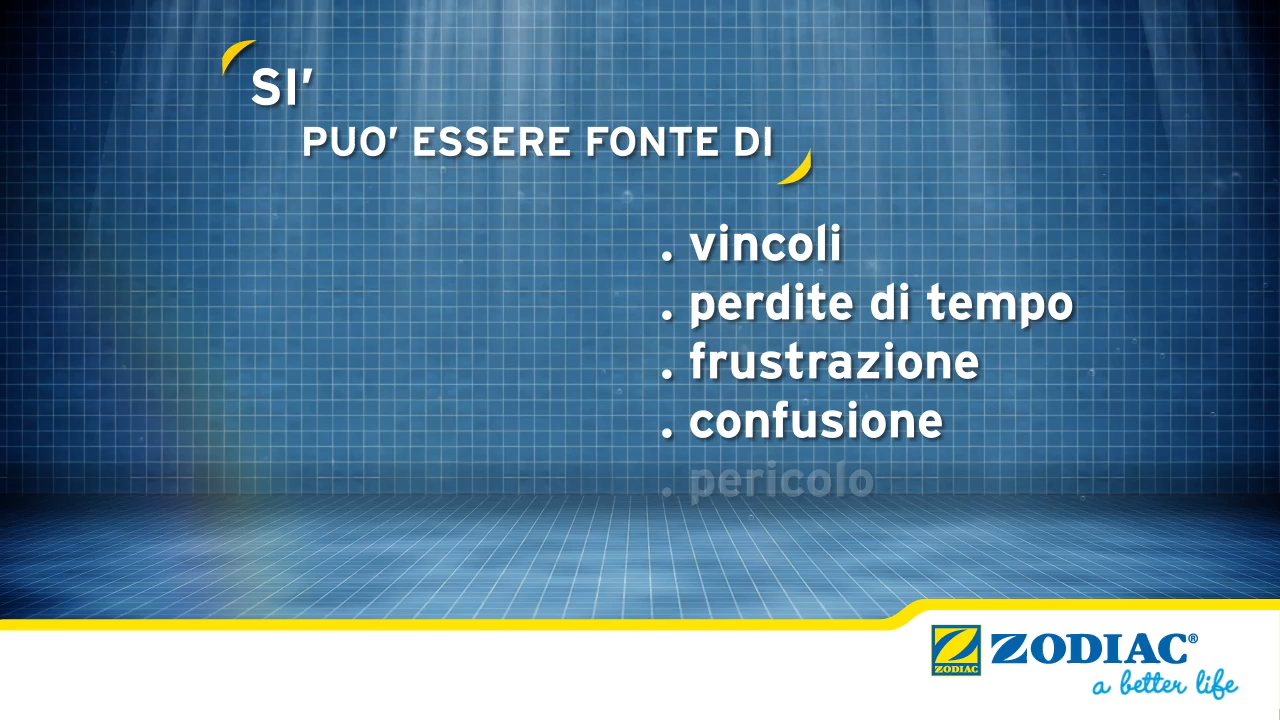 SI'
PUO' ESSERE FONTE DI
. vincoli
. perdite di tempo
. frustrazione
. confusione
. pericolo
ZODIAC
ZODIAC®
a better life